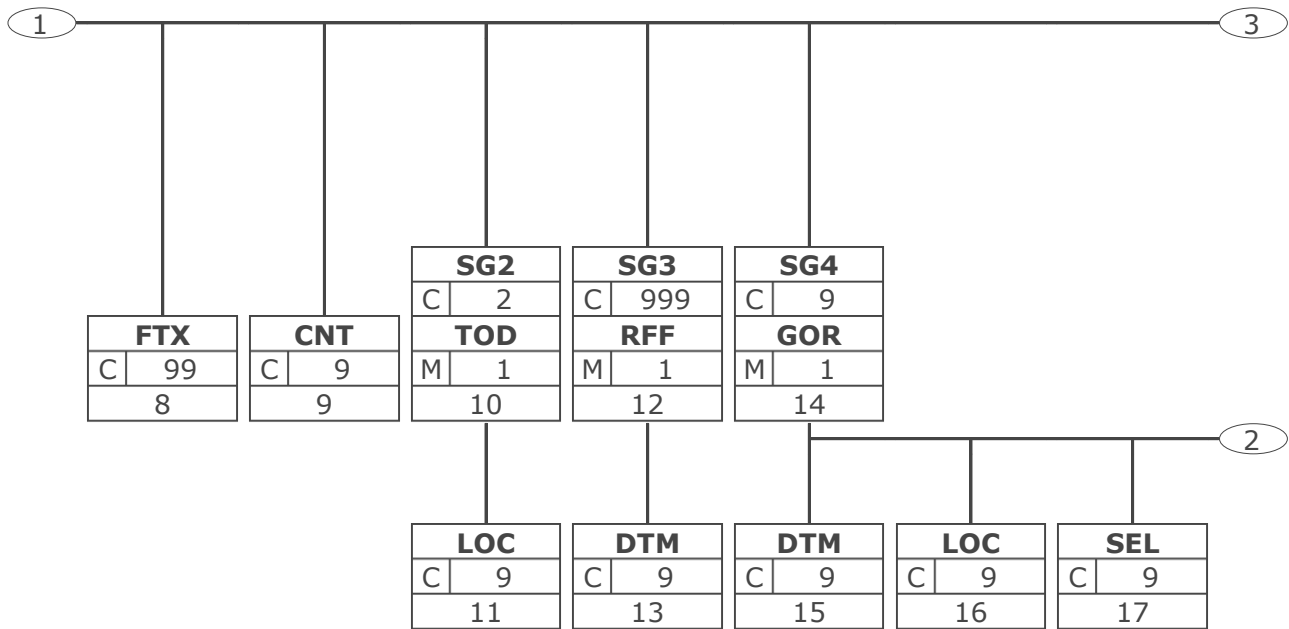 1 3
SG2 SG3 SG4
C 2 C 999 C 9
FTX CNT TOD RFF GOR
C 99 C 9 M 1 M 1 M 1
8 9 10 12 14
2
LOC DTM DTM LOC SEL
C 9 C 9 C 9 C 9 C 9
11 13 15 16 17